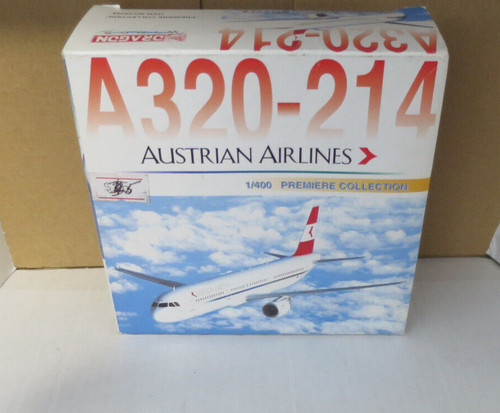 DRAGON
A320-214
A320-214
AUSTRIAN AIRLINES
1/400 PREMIERE COLLECTION